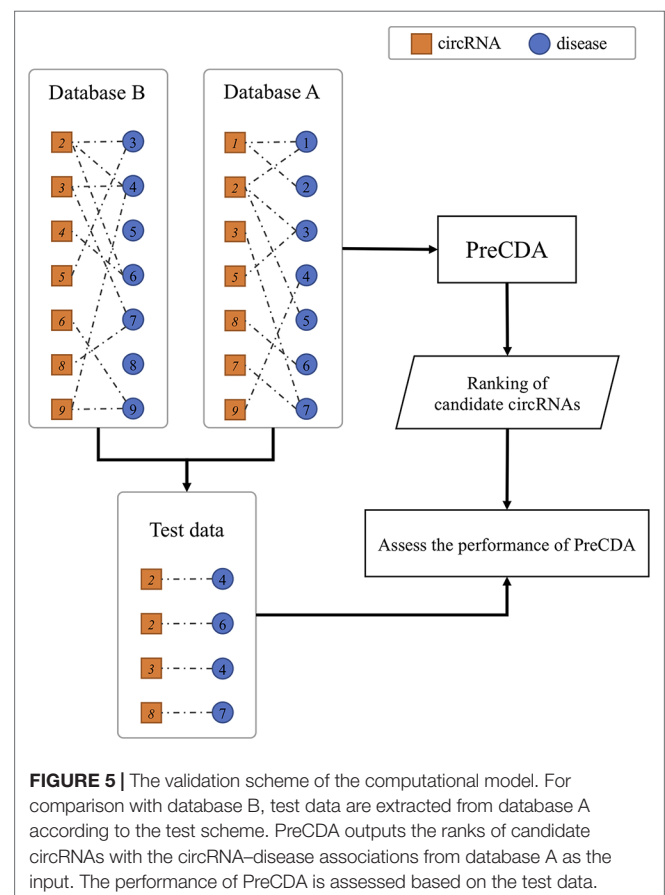 circRNA disease
Database B Database A
2 3 1 1
3 4 2 2
4 5 3 3
5 6 5 4
6 7 8 5
8 8 7 6
9 9 9 7
PreCDA
Ranking of
candidate circRNAs
Test data
2 4
2 6
3 4
8 7
Assess the performance of PreCDA
FIGURE 5 | The validation scheme of the computational model. For
comparison with database B, test data are extracted from database A
according to the test scheme. PreCDA outputs the ranks of candidate
circRNAs with the circRNA–disease associations from database A as the
input. The performance of PreCDA is assessed based on the test data.